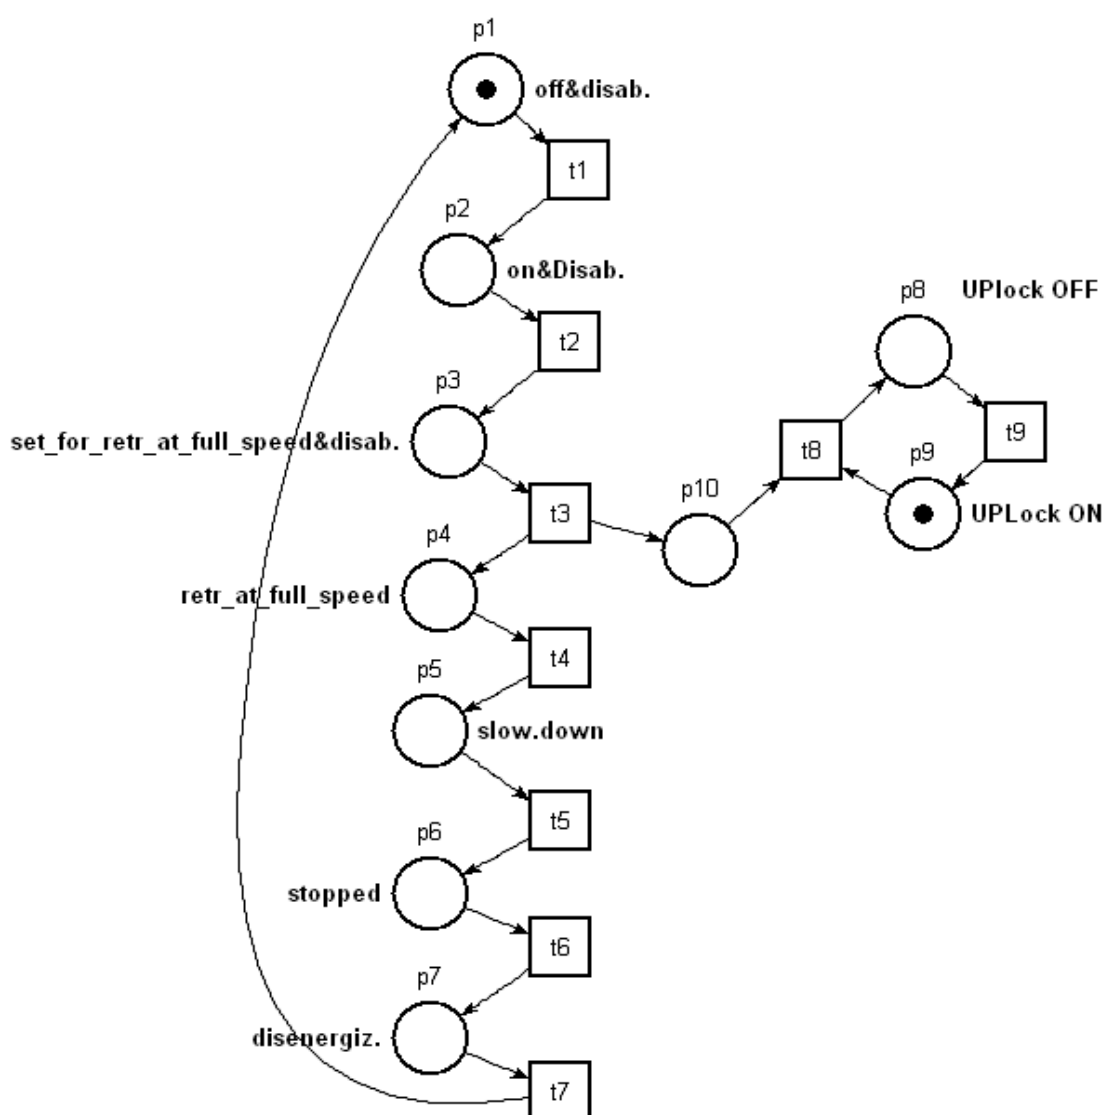 p1
off&disab.
t1
p2
on&Disab.
t2
p8 UPlock OFF
p3
set_for_retr_at_full_speed&disab.
t8
t9
p9
UPLock ON
p10
t3
p4
retr_at_full_speed
t4
p5
slow.down
t5
p6
stopped
t6
p7
disenergiz.
t7